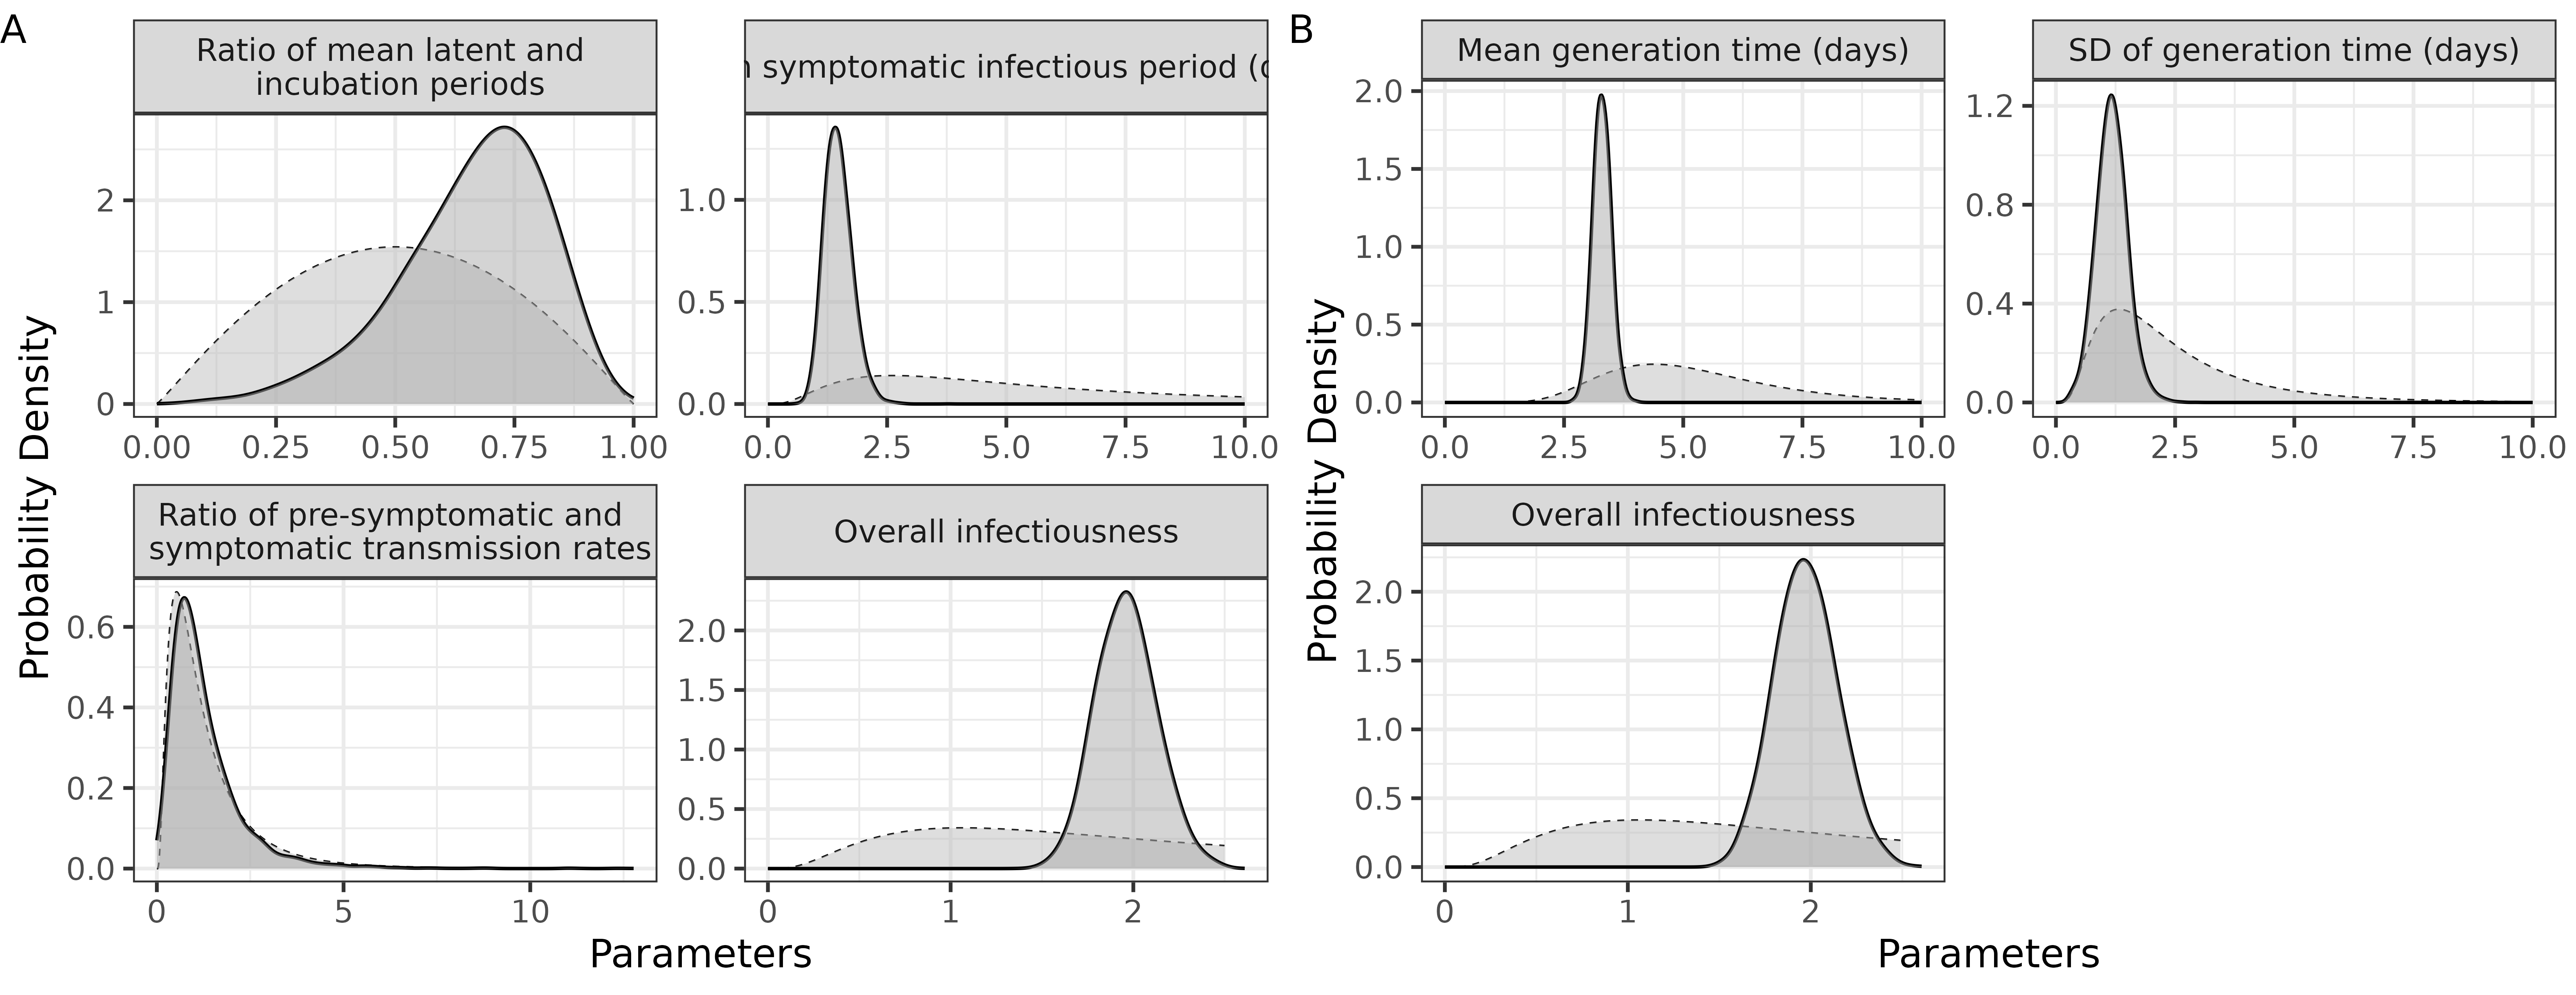 A
Ratio of mean latent and
incubation periods
symptomatic infectious period
2
1
0
0.00 0.25 0.50 0.75 1.00
1.0
0.5
0.0
0.0 2.5 5.0 7.5 10.0
Ratio of pre-symptomatic and
symptomatic transmission rates
0.6
0.4
0.2
0.0
0 5 10
Overall infectiousness
2.0
1.5
1.0
0.5
0.0
0 1 2
Probability Density
Parameters
B
Mean generation time (days)
2.0
1.5
1.0
0.5
0.0
0.0 2.5 5.0 7.5 10.0
SD of generation time (days)
1.2
0.8
0.4
0.0
0.0 2.5 5.0 7.5 10.0
Overall infectiousness
2.0
1.5
1.0
0.5
0.0
0 1 2
Probability Density
Parameters